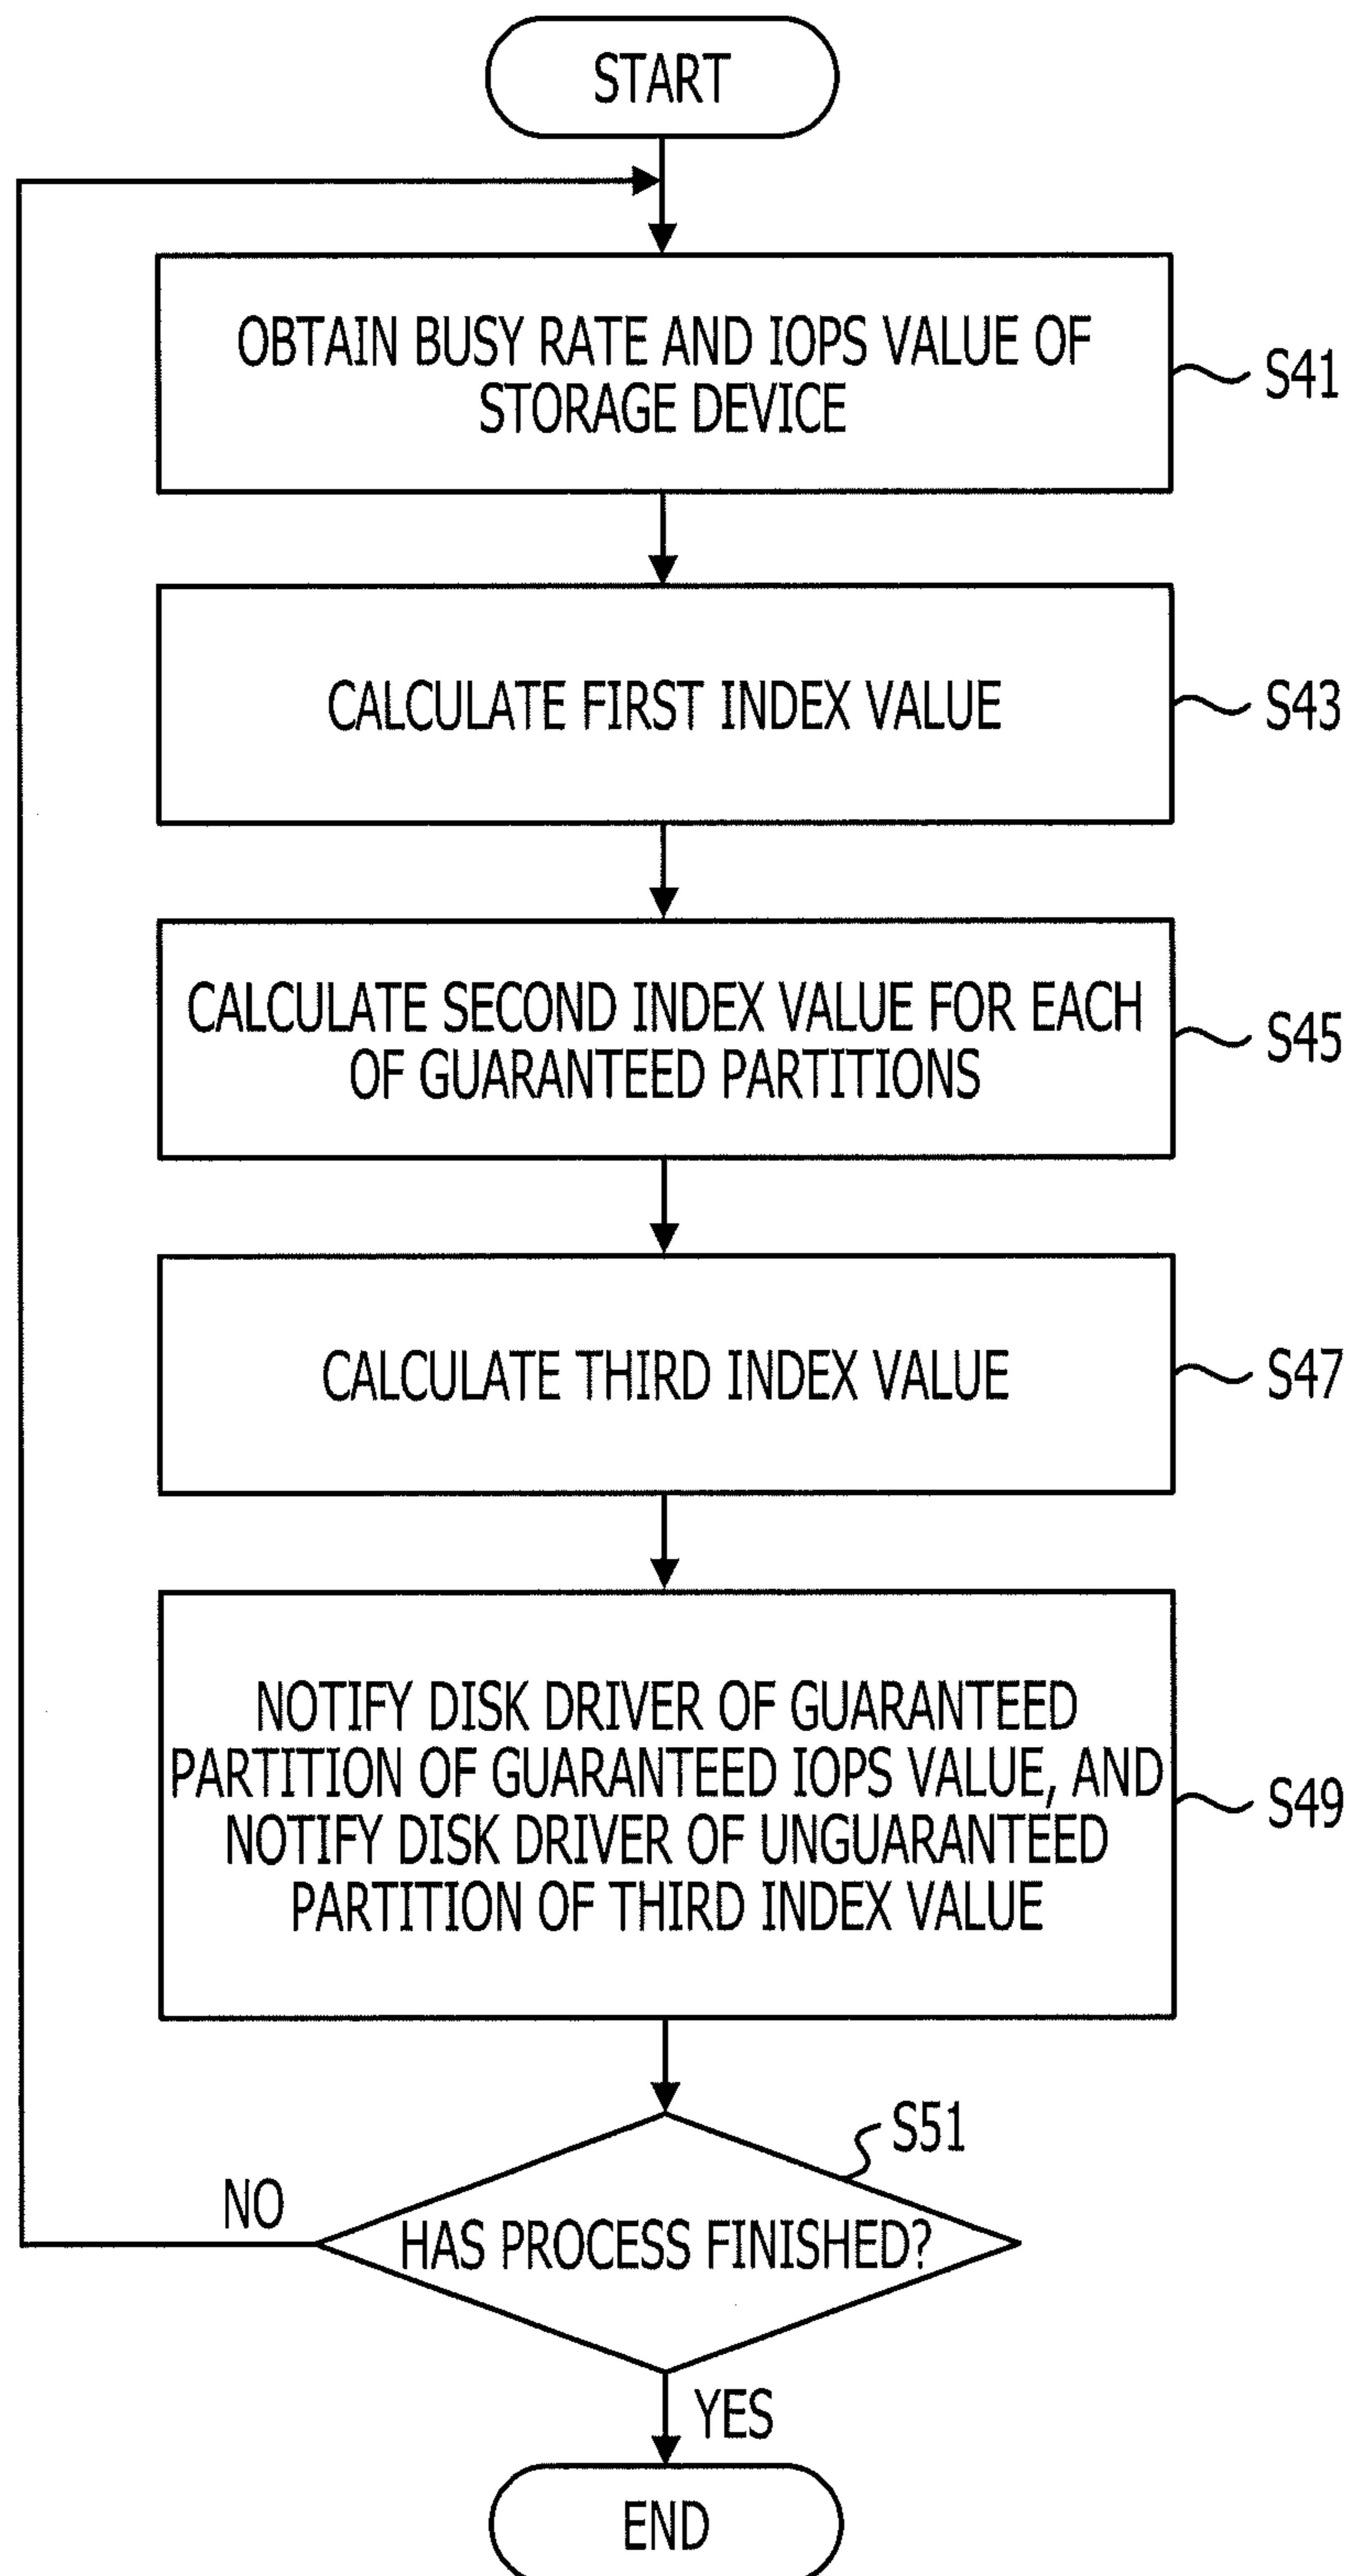 START
OBTAIN BUSY RATE AND IOPS VALUE OF
STORAGE DEVICE
S41
CALCULATE FIRST INDEX VALUE
S43
CALCULATE SECOND INDEX VALUE FOR EACH
OF GUARANTEED PARTITIONS
S45
CALCULATE THIRD INDEX VALUE
S47
NOTIFY DISK DRIVER OF GUARANTEED
PARTITION OF GUARANTEED IOPS VALUE, AND
NOTIFY DISK DRIVER OF UNGUARANTEED
PARTITION OF THIRD INDEX VALUE
S49
S51
NO
HAS PROCESS FINISHED?
YES
END